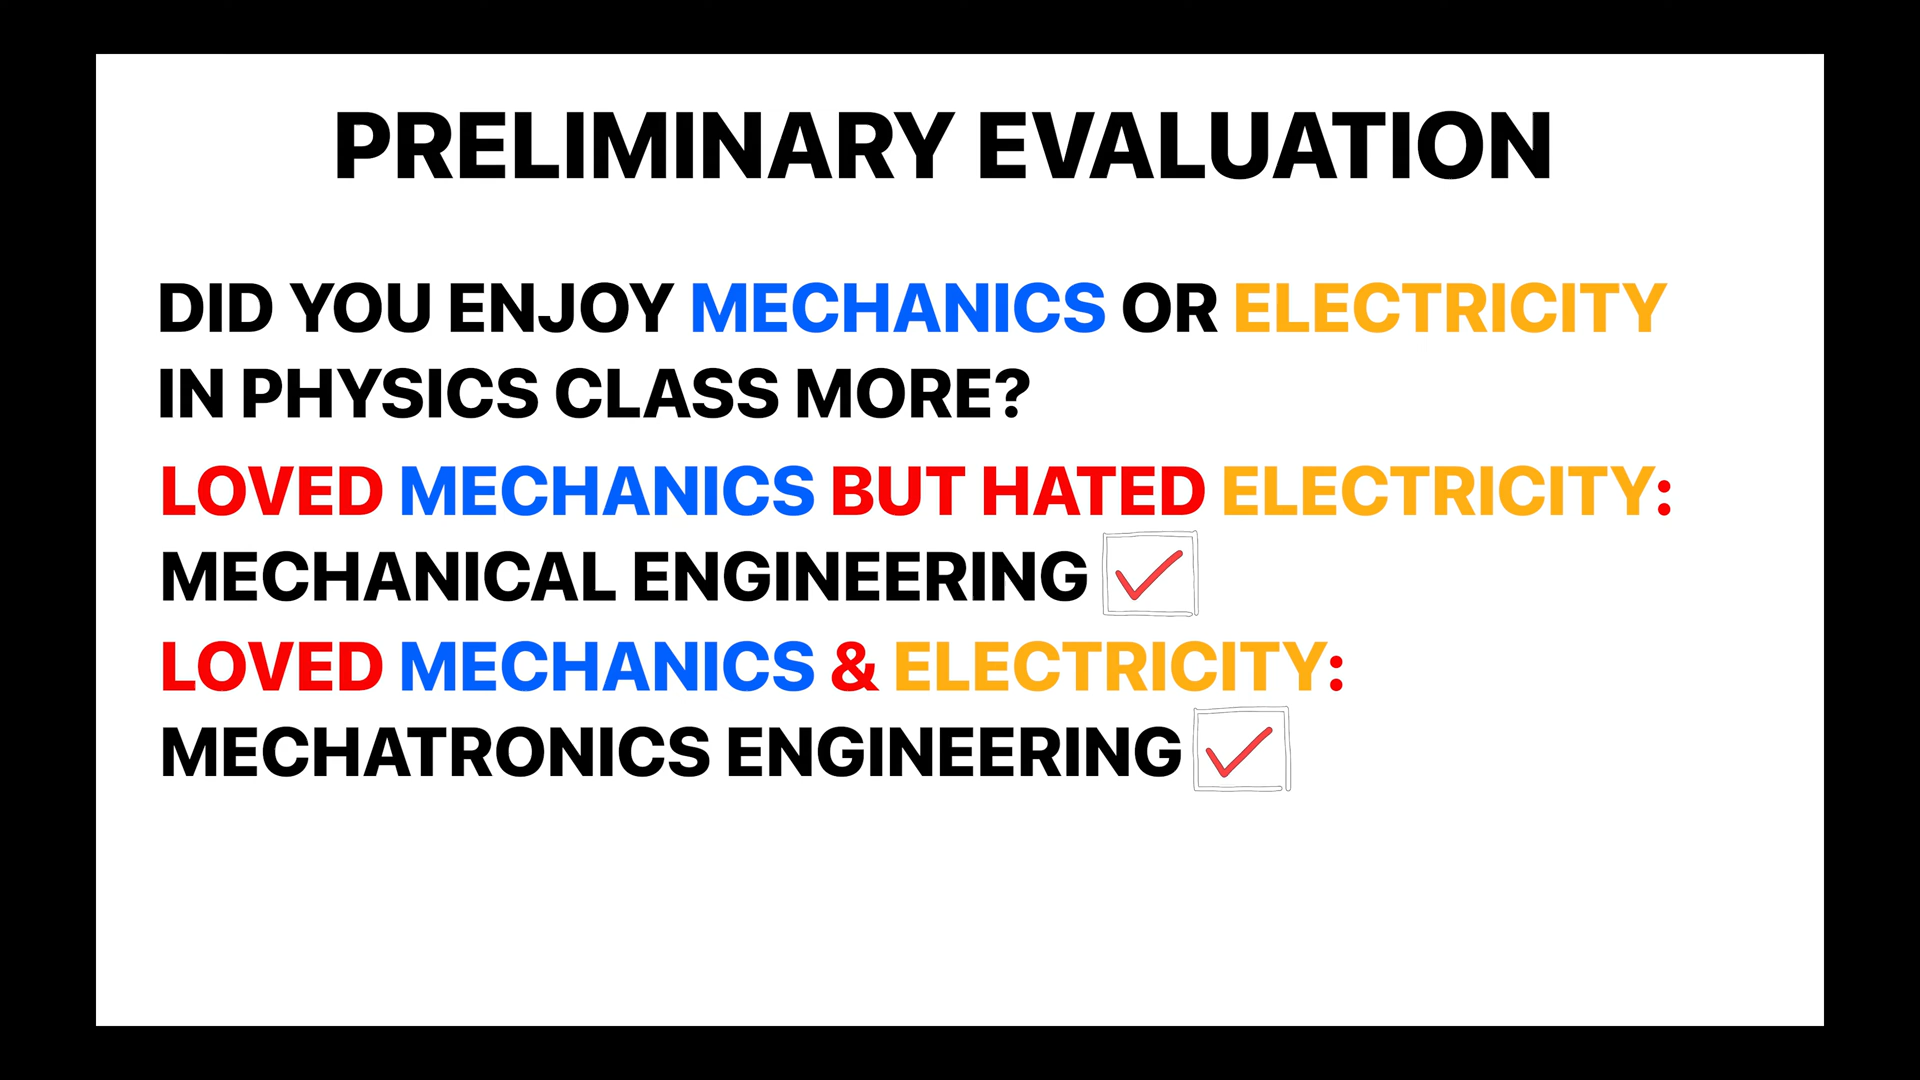 PRELIMINARY EVALUATION
DID YOU ENJOY MECHANICS OR ELECTRICITY
IN PHYSICS CLASS MORE?
LOVED MECHANICS BUT HATED ELECTRICITY:
MECHANICAL ENGINEERING
LOVED MECHANICS & ELECTRICITY:
MECHATRONICS ENGINEERING